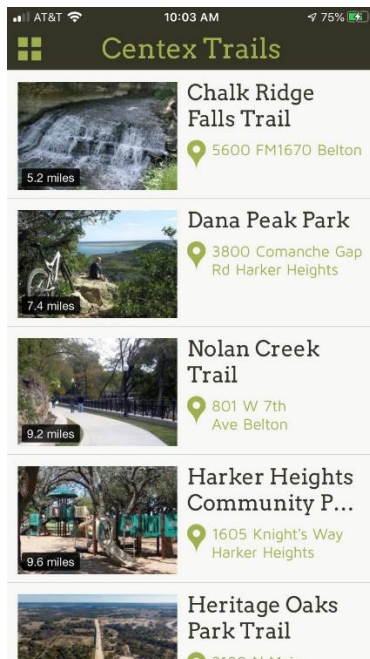 AT&T 10:03 AM 75%
Centex Trails
Chalk Ridge
Falls Trail
5600 FM1670 Belton
5.2 miles
Dana Peak Park
3800 Comanche Gap
Rd Harker Heights
7.4 miles
Nolan Creek
Trail
801 W 7th
Ave Belton
9.2 miles
Harker Heights
Community P...
1605 Knight's Way
Harker Heights
9.6 miles
Heritage Oaks
Park Trail